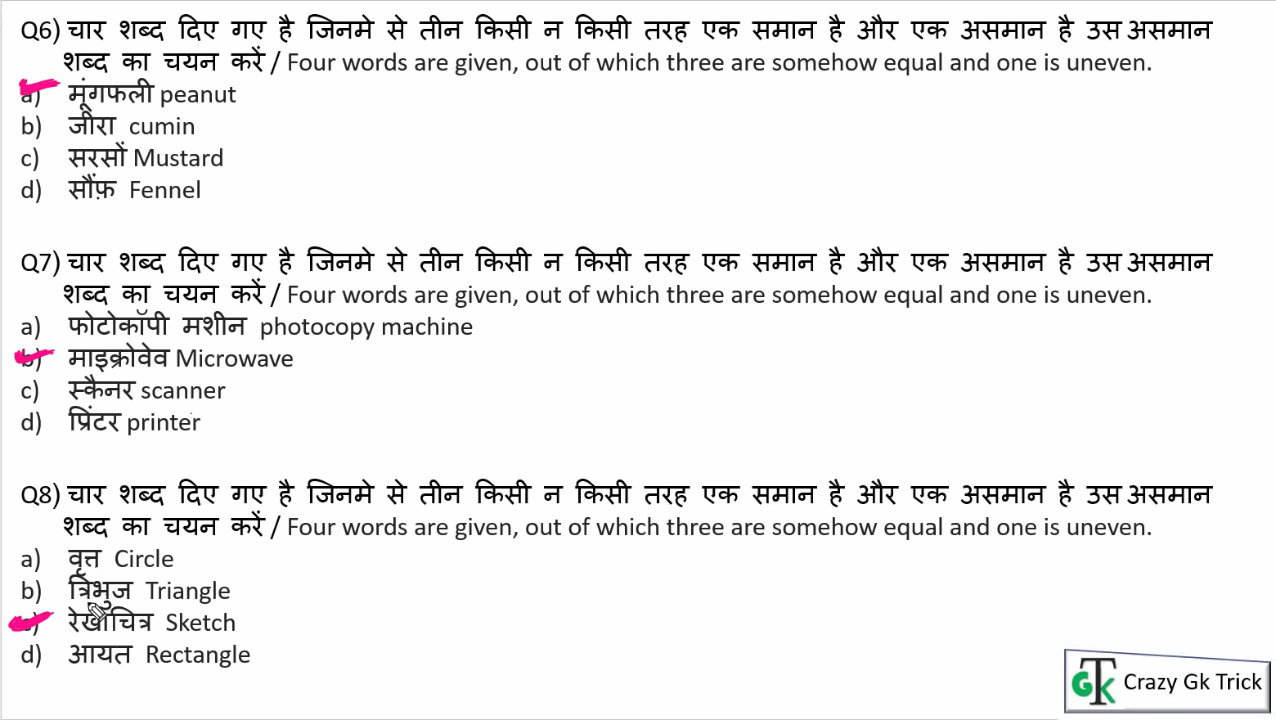 Q6) चार शब्द दिए गए है जिनमे से तीन किसी न किसी तरह एक समान है और एक असमान है उस असमान
शब्द का चयन करें / Four words are given, out of which three are somehow equal and one is uneven.
a) मूंगफली peanut
b) जीरा cumin
c) सरसों Mustard
d) सौंफ़ Fennel
Q7) चार शब्द दिए गए है जिनमे से तीन किसी न किसी तरह एक समान है और एक असमान है उस असमान
शब्द का चयन करें / Four words are given, out of which three are somehow equal and one is uneven.
a) फोटोकॉपी मशीन photocopy machine
b) माइक्रोवेव Microwave
c) स्कैनर scanner
d) प्रिंटर printer
Q8) चार शब्द दिए गए है जिनमे से तीन किसी न किसी तरह एक समान है और एक असमान है उस असमान
शब्द का चयन करें / Four words are given, out of which three are somehow equal and one is uneven.
a) वृत्त Circle
b) त्रिभुज Triangle
c) रेखाचित्र Sketch
d) आयत Rectangle
GTK Crazy Gk Trick